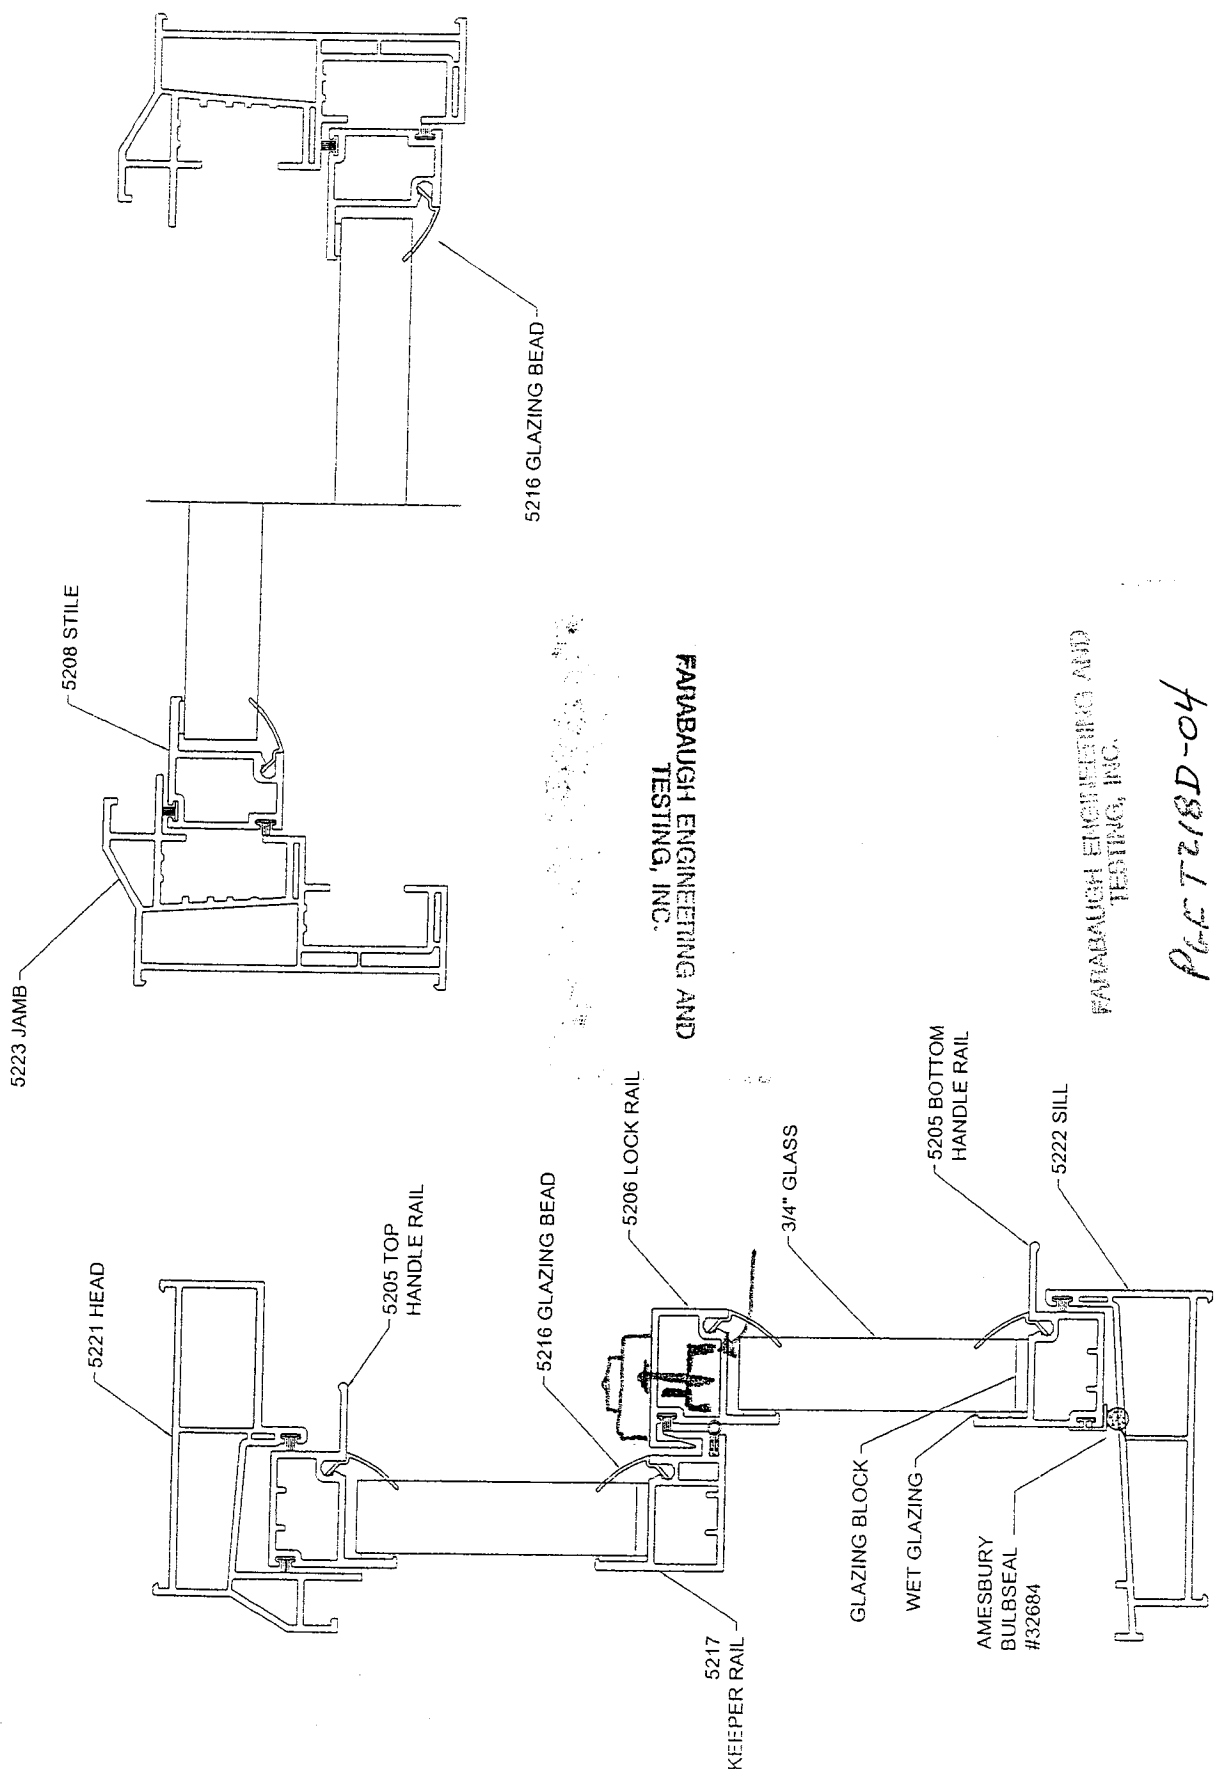 5223 JAMB
5208 STILE
5216 GLAZING BEAD
5221 HEAD
5205 TOP
HANDLE RAIL
5216 GLAZING BEAD
5206 LOCK RAIL
3/4" GLASS
5205 BOTTOM
HANDLE RAIL
5222 SILL
5217
KEEPER RAIL
GLAZING BLOCK
WET GLAZING
AMESBURY
BULBSEAL
#32684
FARABAUGH ENGINEERING AND
TESTING, INC.
FARABAUGH ENGINEERING AND
TESTING, INC.
T218D-04